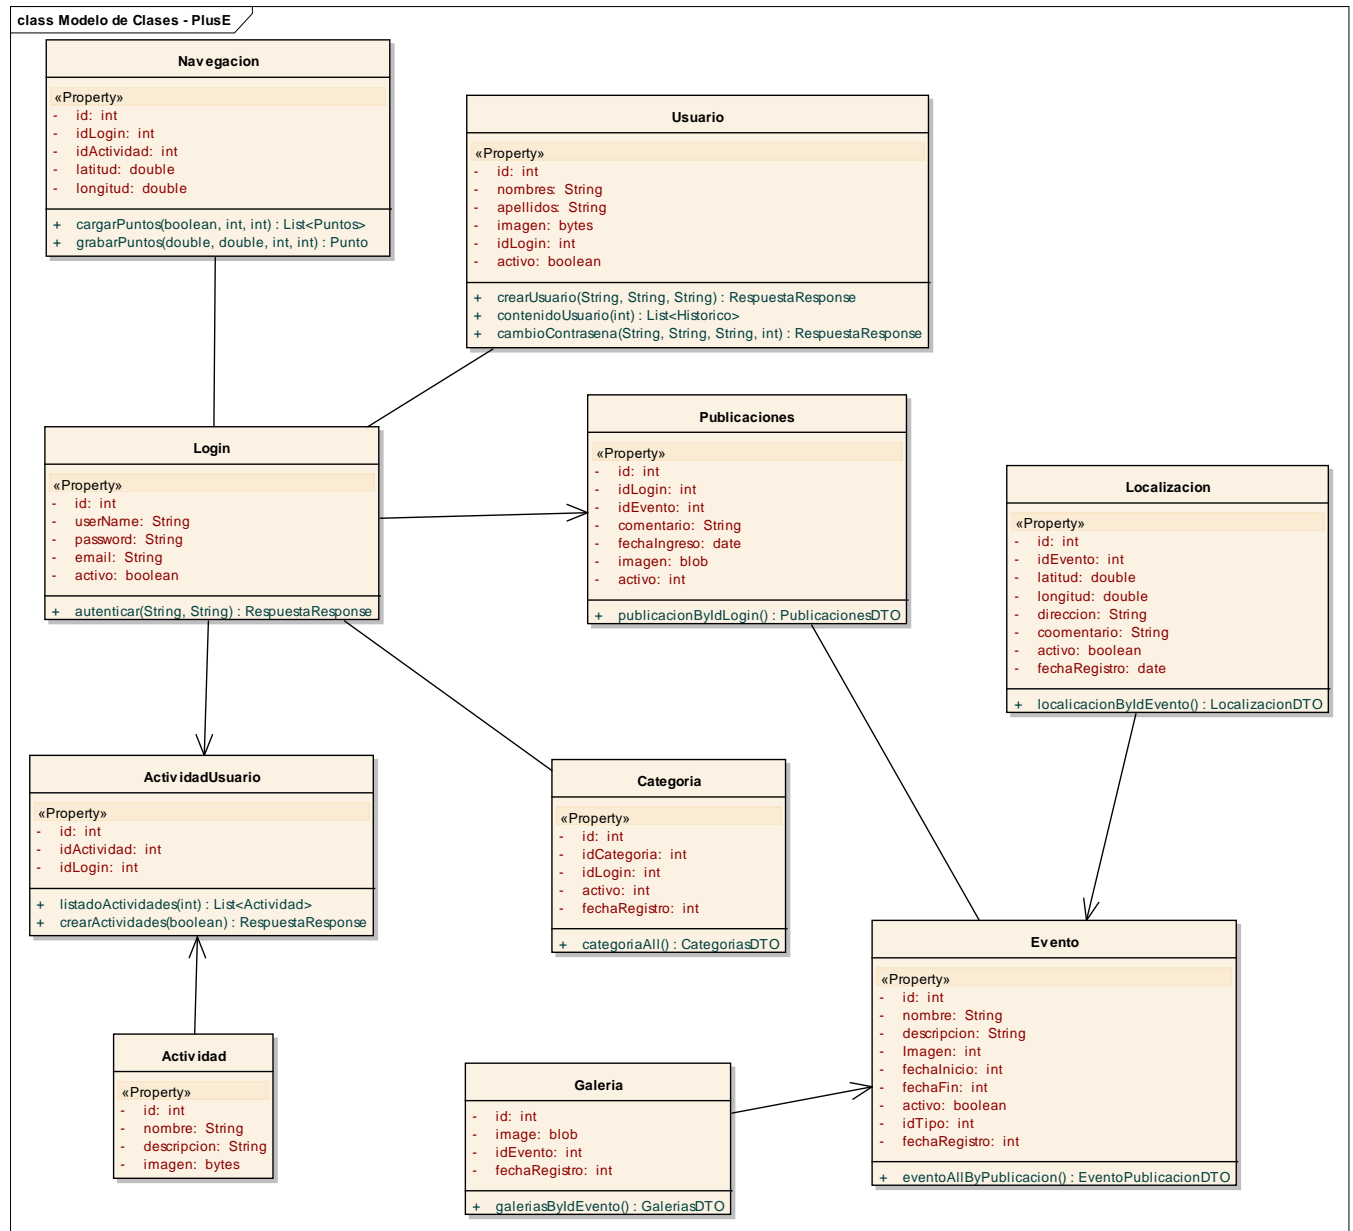 class Modelo de Clases - PlusE
Navegacion
«Property»
- id: int
- idLogin: int
- idActividad: int
- latitud: double
- longitud: double
+ cargarPuntos(boolean, int, int) : List<Puntos>
+ grabarPuntos(double, double, int, int) : Punto
Usuario
«Property»
- id: int
- nombres: String
- apellidos: String
- imagen: bytes
- idLogin: int
- activo: boolean
+ crearUsuario(String, String, String) : RespuestaResponse
+ contenidoUsuario(int) : List<Historico>
+ cambioContrasena(String, String, String, int) : RespuestaResponse
Login
«Property»
- id: int
- userName: String
- password: String
- email: String
- activo: boolean
+ autenticar(String, String) : RespuestaResponse
Publicaciones
«Property»
- id: int
- idLogin: int
- idEvento: int
- comentario: String
- fechaIngreso: date
- imagen: blob
- activo: int
+ publicacionByIdLogin() : PublicacionesDTO
Localizacion
«Property»
- id: int
- idEvento: int
- latitud: double
- longitud: double
- direccion: String
- coomentario: String
- activo: boolean
- fechaRegistro: date
+ localicacionByIdEvento() : LocalizacionDTO
ActividadUsuario
«Property»
- id: int
- idActividad: int
- idLogin: int
+ listadoActividades(int) : List<Actividad>
+ crearActividades(boolean) : RespuestaResponse
Categoria
«Property»
- id: int
- idCategoria: int
- idLogin: int
- activo: int
- fechaRegistro: int
+ categoriaAll() : CategoriasDTO
Evento
«Property»
- id: int
- nombre: String
- descripcion: String
- Imagen: int
- fechaInicio: int
- fechaFin: int
- activo: boolean
- idTipo: int
- fechaRegistro: int
+ eventoAllByPublicacion() : EventoPublicacionDTO
Actividad
«Property»
- id: int
- nombre: String
- descripcion: String
- imagen: bytes
Galeria
- id: int
- image: blob
- idEvento: int
- fechaRegistro: int
+ galeriasByIdEvento() : GaleriasDTO